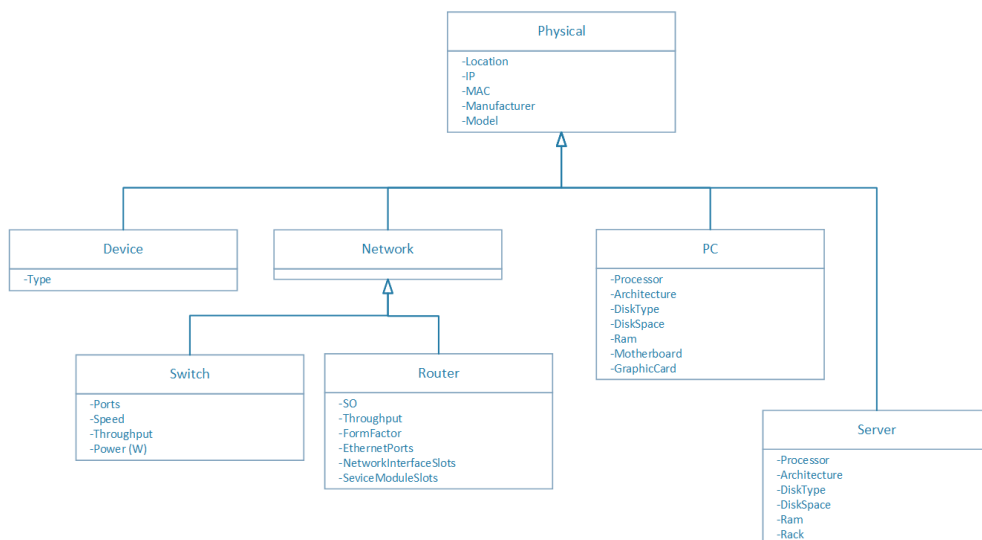 Physical
-Location
-IP
-MAC
-Manufacturer
-Model
Device
-Type
Network
PC
-Processor
-Architecture
-DiskType
-DiskSpace
-Ram
-Motherboard
-GraphicCard
Switch
-Ports
-Speed
-Throughput
-Power (W)
Router
-SO
-Throughput
-FormFactor
-EthernetPorts
-NetworkInterfaceSlots
-SeviceModuleSlots
Server
-Processor
-Architecture
-DiskType
-DiskSpace
-Ram
-Rack